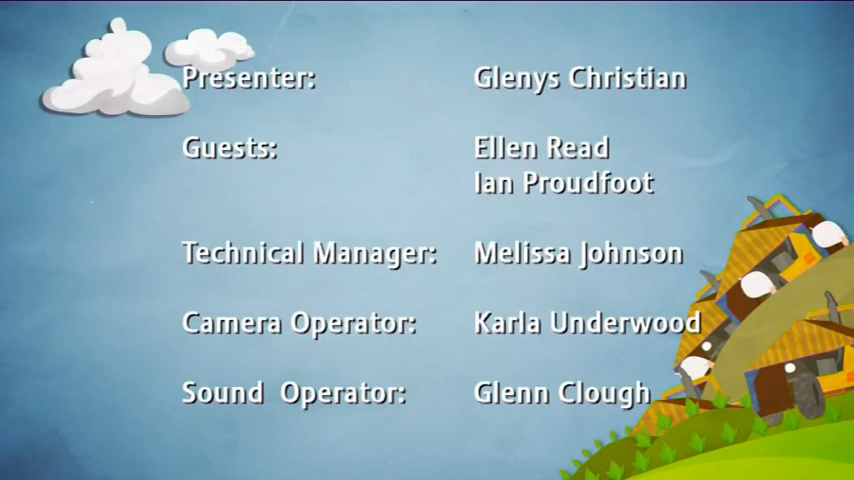 Presenter: Glenys Christian
Guests: Ellen Read
Ian Proudfoot
Technical Manager: Melissa Johnson
Camera Operator: Karla Underwood
Sound Operator: Glenn Clough